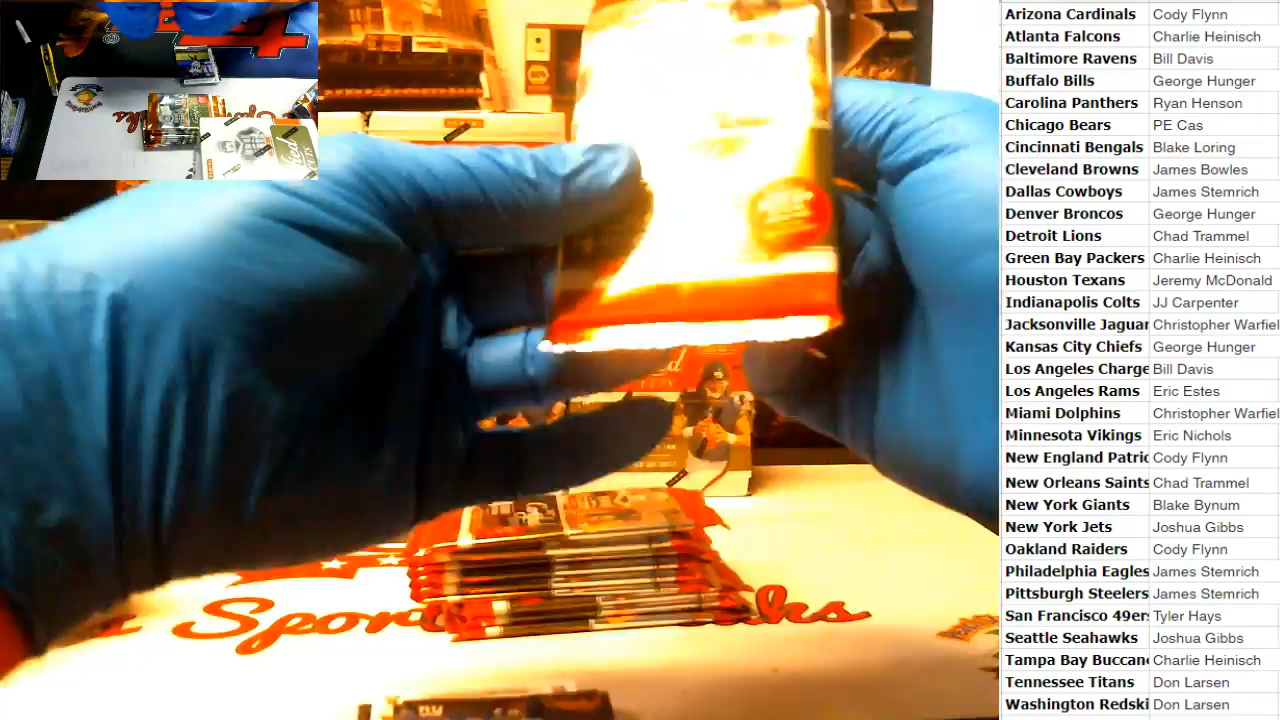 Arizona Cardinals Cody Flynn
Atlanta Falcons Charlie Heinisch
Baltimore Ravens Bill Davis
Buffalo Bills George Hunger
Carolina Panthers Ryan Henson
Chicago Bears PE Cas
Cincinnati Bengals Blake Loring
Cleveland Browns James Bowles
Dallas Cowboys James Stemrich
Denver Broncos George Hunger
Detroit Lions Chad Trammel
Green Bay Packers Charlie Heinisch
Houston Texans Jeremy McDonald
Indianapolis Colts JJ Carpenter
Jacksonville Jaguar Christopher Warfiel
Kansas City Chiefs George Hunger
Los Angeles Charge Bill Davis
Los Angeles Rams Eric Estes
Miami Dolphins Christopher Warfiel
Minnesota Vikings Eric Nichols
New England Patric Cody Flynn
New Orleans Saints Chad Trammel
New York Giants Blake Bynum
New York Jets Joshua Gibbs
Oakland Raiders Cody Flynn
Philadelphia Eagles James Stemrich
Pittsburgh Steelers James Stemrich
San Francisco 49ers Tyler Hays
Seattle Seahawks Joshua Gibbs
Tampa Bay Buccane Charlie Heinisch
Tennessee Titans Don Larsen
Washington Redski Don Larsen